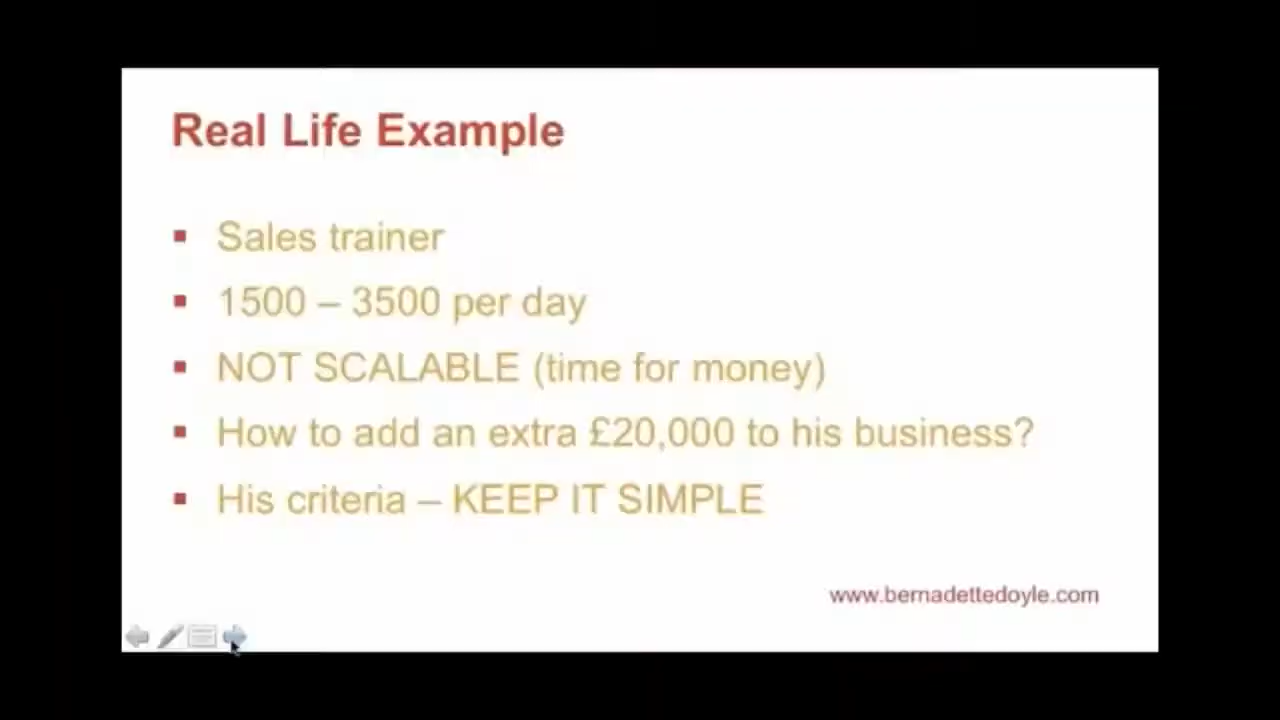 Real Life Example
▪ Sales trainer
▪ 1500 – 3500 per day
▪ NOT SCALABLE (time for money)
▪ How to add an extra £20,000 to his business?
▪ His criteria – KEEP IT SIMPLE
www.bernadettedoyle.com